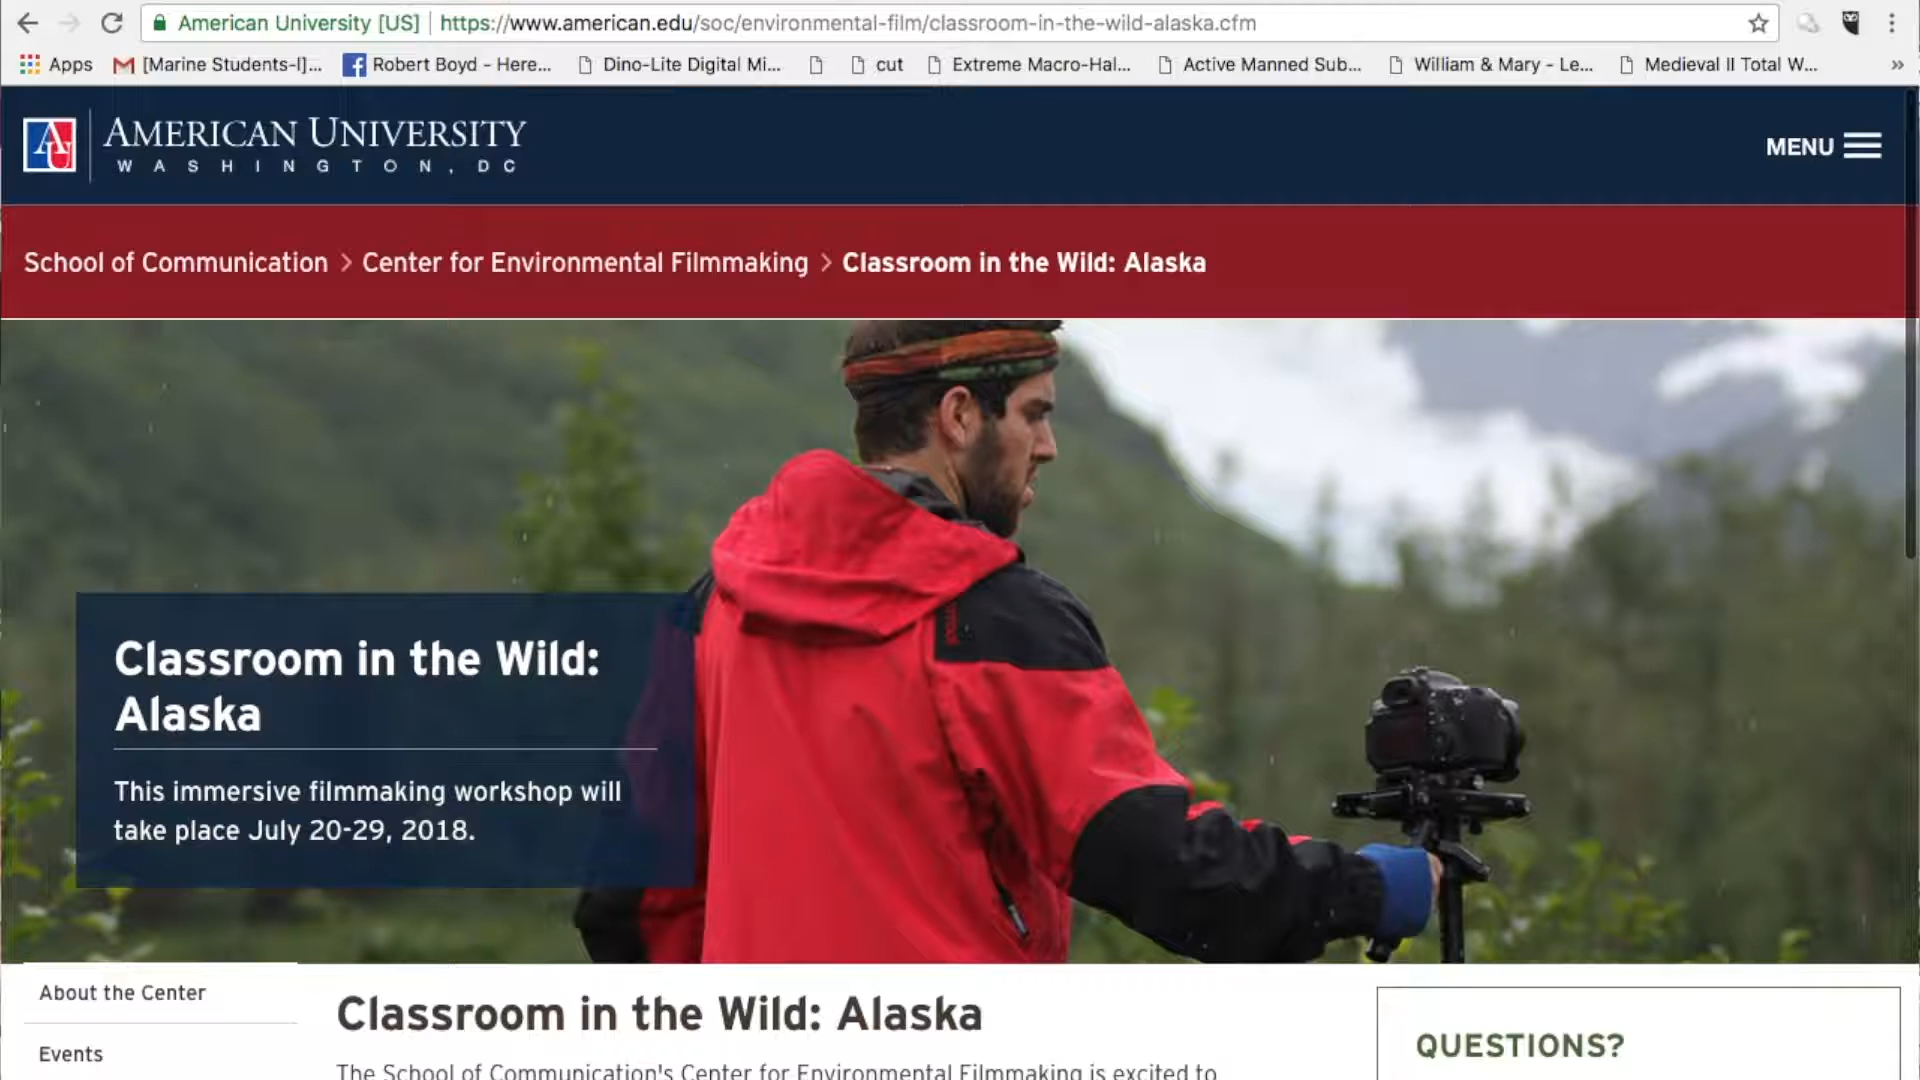 American University [US] https://www.american.edu/soc/environmental-film/classroom-in-the-wild-alaska.cfm
Apps [Marine Students-l]... Robert Boyd - Here... Dino-Lite Digital Mi... cut Extreme Macro-Hal... Active Manned Sub... William & Mary - Le... Medieval II Total W... »
AU AMERICAN UNIVERSITY
WASHINGTON, DC
MENU
School of Communication > Center for Environmental Filmmaking > Classroom in the Wild: Alaska
Classroom in the Wild:
Alaska
This immersive filmmaking workshop will
take place July 20-29, 2018.
About the Center
Events
Classroom in the Wild: Alaska
The School of Communication's Center for Environmental Filmmaking is excited to
QUESTIONS?